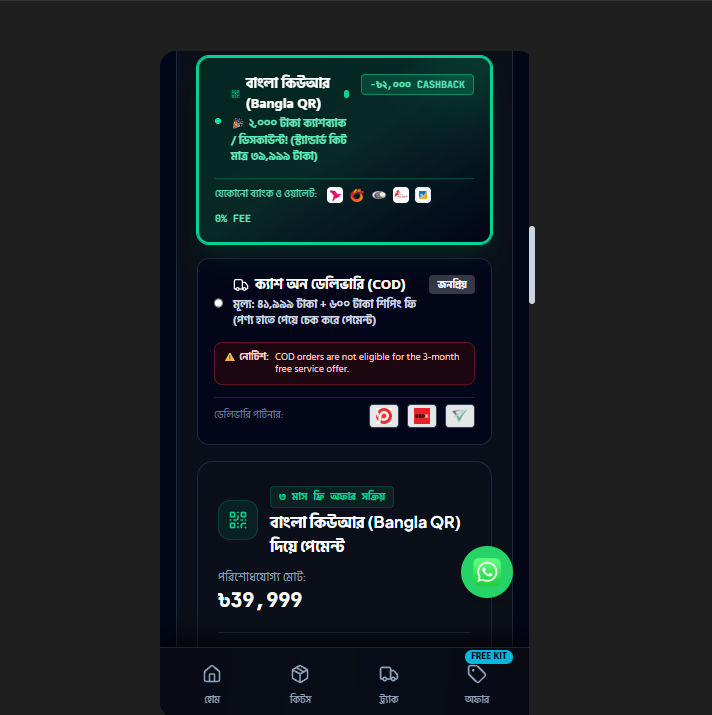 বাংলা কিউআর
(Bangla QR)
-৳২,০০০ CASHBACK
🎉 ২,০০০ টাকা ক্যাশব্যাক
/ ডিসকাউন্ট! (স্ট্যান্ডার্ড কিট
মাত্র ৩৯,৯৯৯ টাকা)
যেকোনো ব্যাংক ও ওয়ালেট:
0% FEE
ক্যাশ অন ডেলিভারি (COD)
জনপ্রিয়
মূল্য: ৪১,৯৯৯ টাকা + ৬০০ টাকা শিপিং ফি
(পণ্য হাতে পেয়ে চেক করে পেমেন্ট)
⚠️ নোটিশ: COD orders are not eligible for the 3-month
free service offer.
ডেলিভারি পার্টনার:
৩ মাস ফ্রি অফার সক্রিয়
বাংলা কিউআর (Bangla QR)
দিয়ে পেমেন্ট
পরিশোধযোগ্য মোট:
৳39,999
FREE KIT
হোম
কিটস
ট্র্যাক
অফার